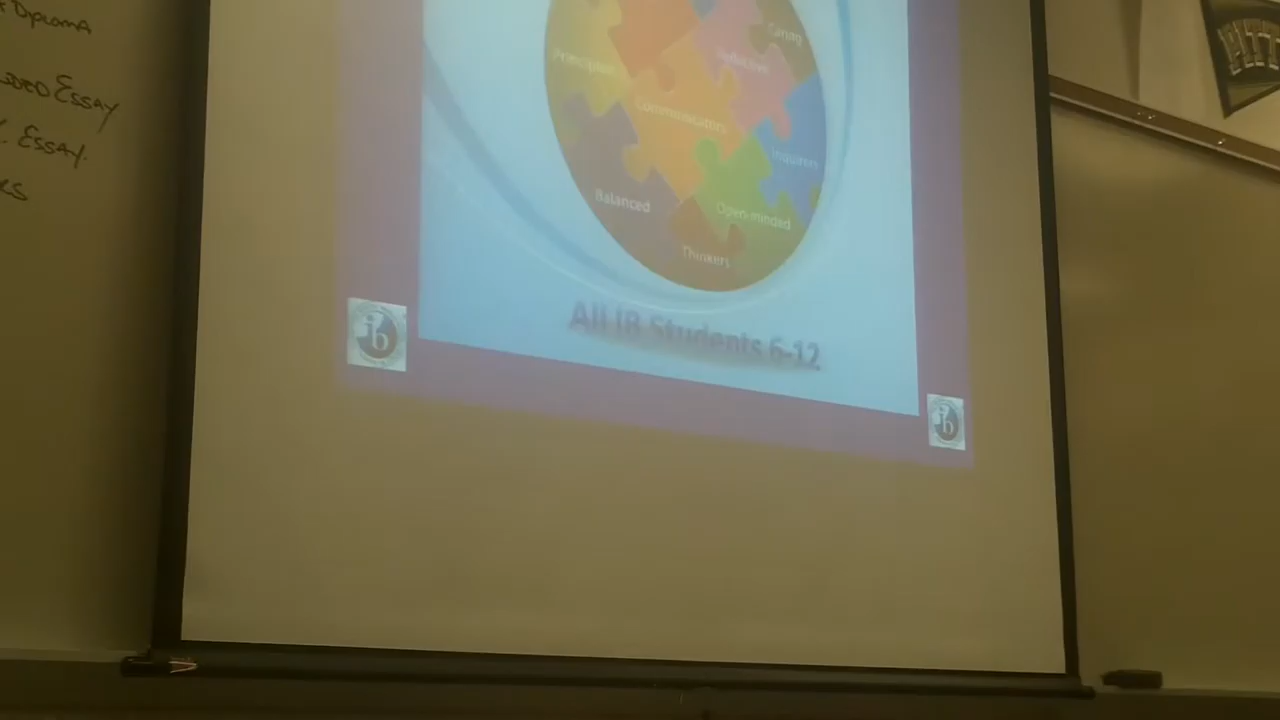 Diploma
Essay
Essay.
PITT
Caring
Principled
Reflective
Communicators
Inquirers
Balanced
Open-minded
Thinkers
All IB Students 6-12
ib
ib